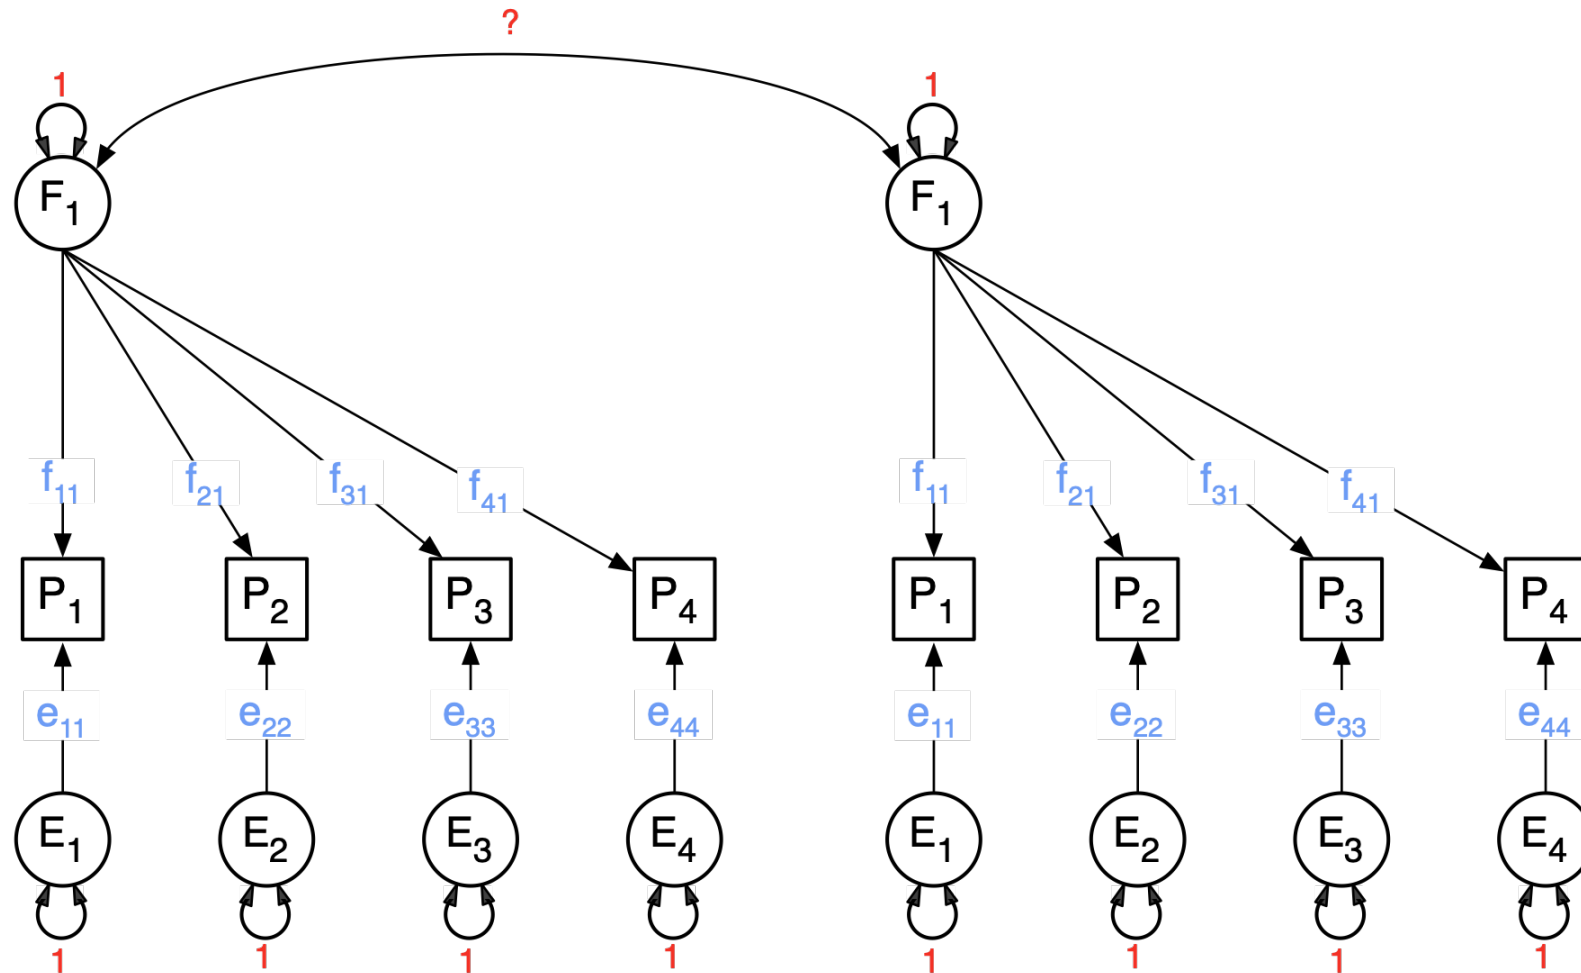 ?
1 1
F₁ F₁
f₁₁ f₂₁ f₃₁ f₄₁ f₁₁ f₂₁ f₃₁ f₄₁
P₁ P₂ P₃ P₄ P₁ P₂ P₃ P₄
e₁₁ e₂₂ e₃₃ e₄₄ e₁₁ e₂₂ e₃₃ e₄₄
E₁ E₂ E₃ E₄ E₁ E₂ E₃ E₄
1 1 1 1 1 1 1 1